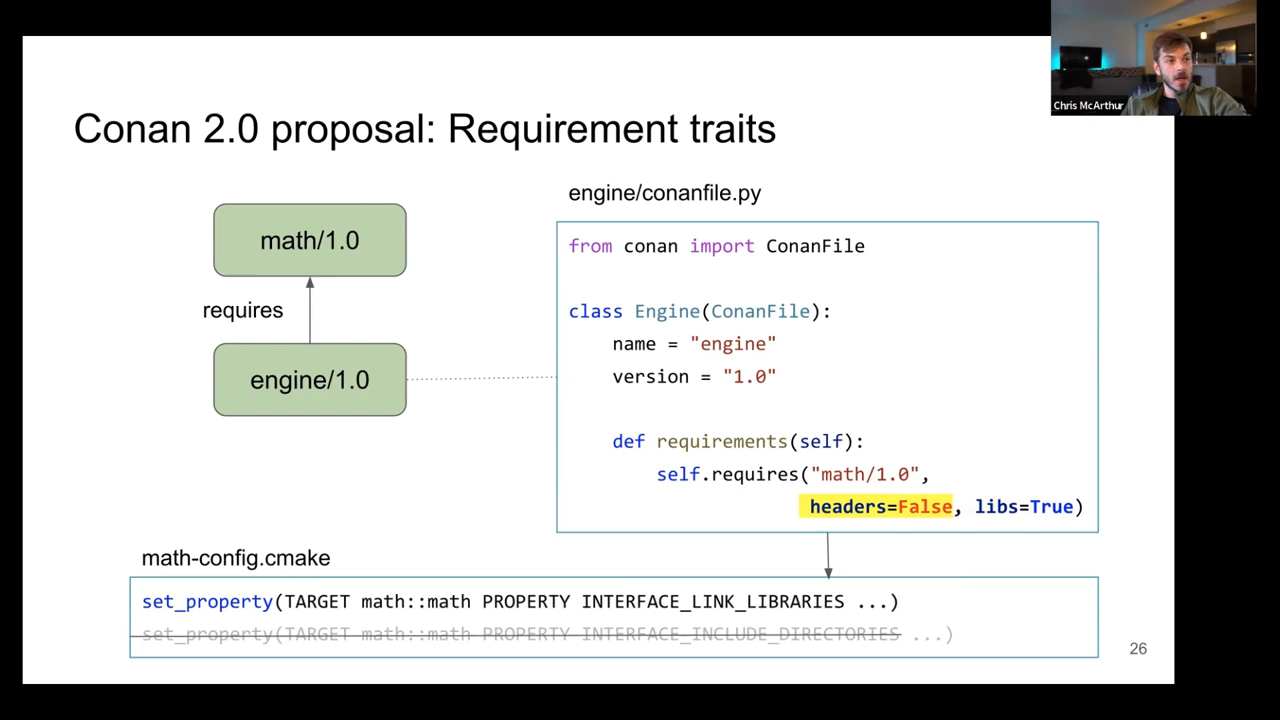 Chris McArthur
Conan 2.0 proposal: Requirement traits
math/1.0
requires
engine/1.0
engine/conanfile.py
from conan import ConanFile
class Engine(ConanFile):
name = "engine"
version = "1.0"
def requirements(self):
self.requires("math/1.0",
headers=False, libs=True)
math-config.cmake
set_property(TARGET math::math PROPERTY INTERFACE_LINK_LIBRARIES ...)
set_property(TARGET math::math PROPERTY INTERFACE_INCLUDE_DIRECTORIES ...)
26